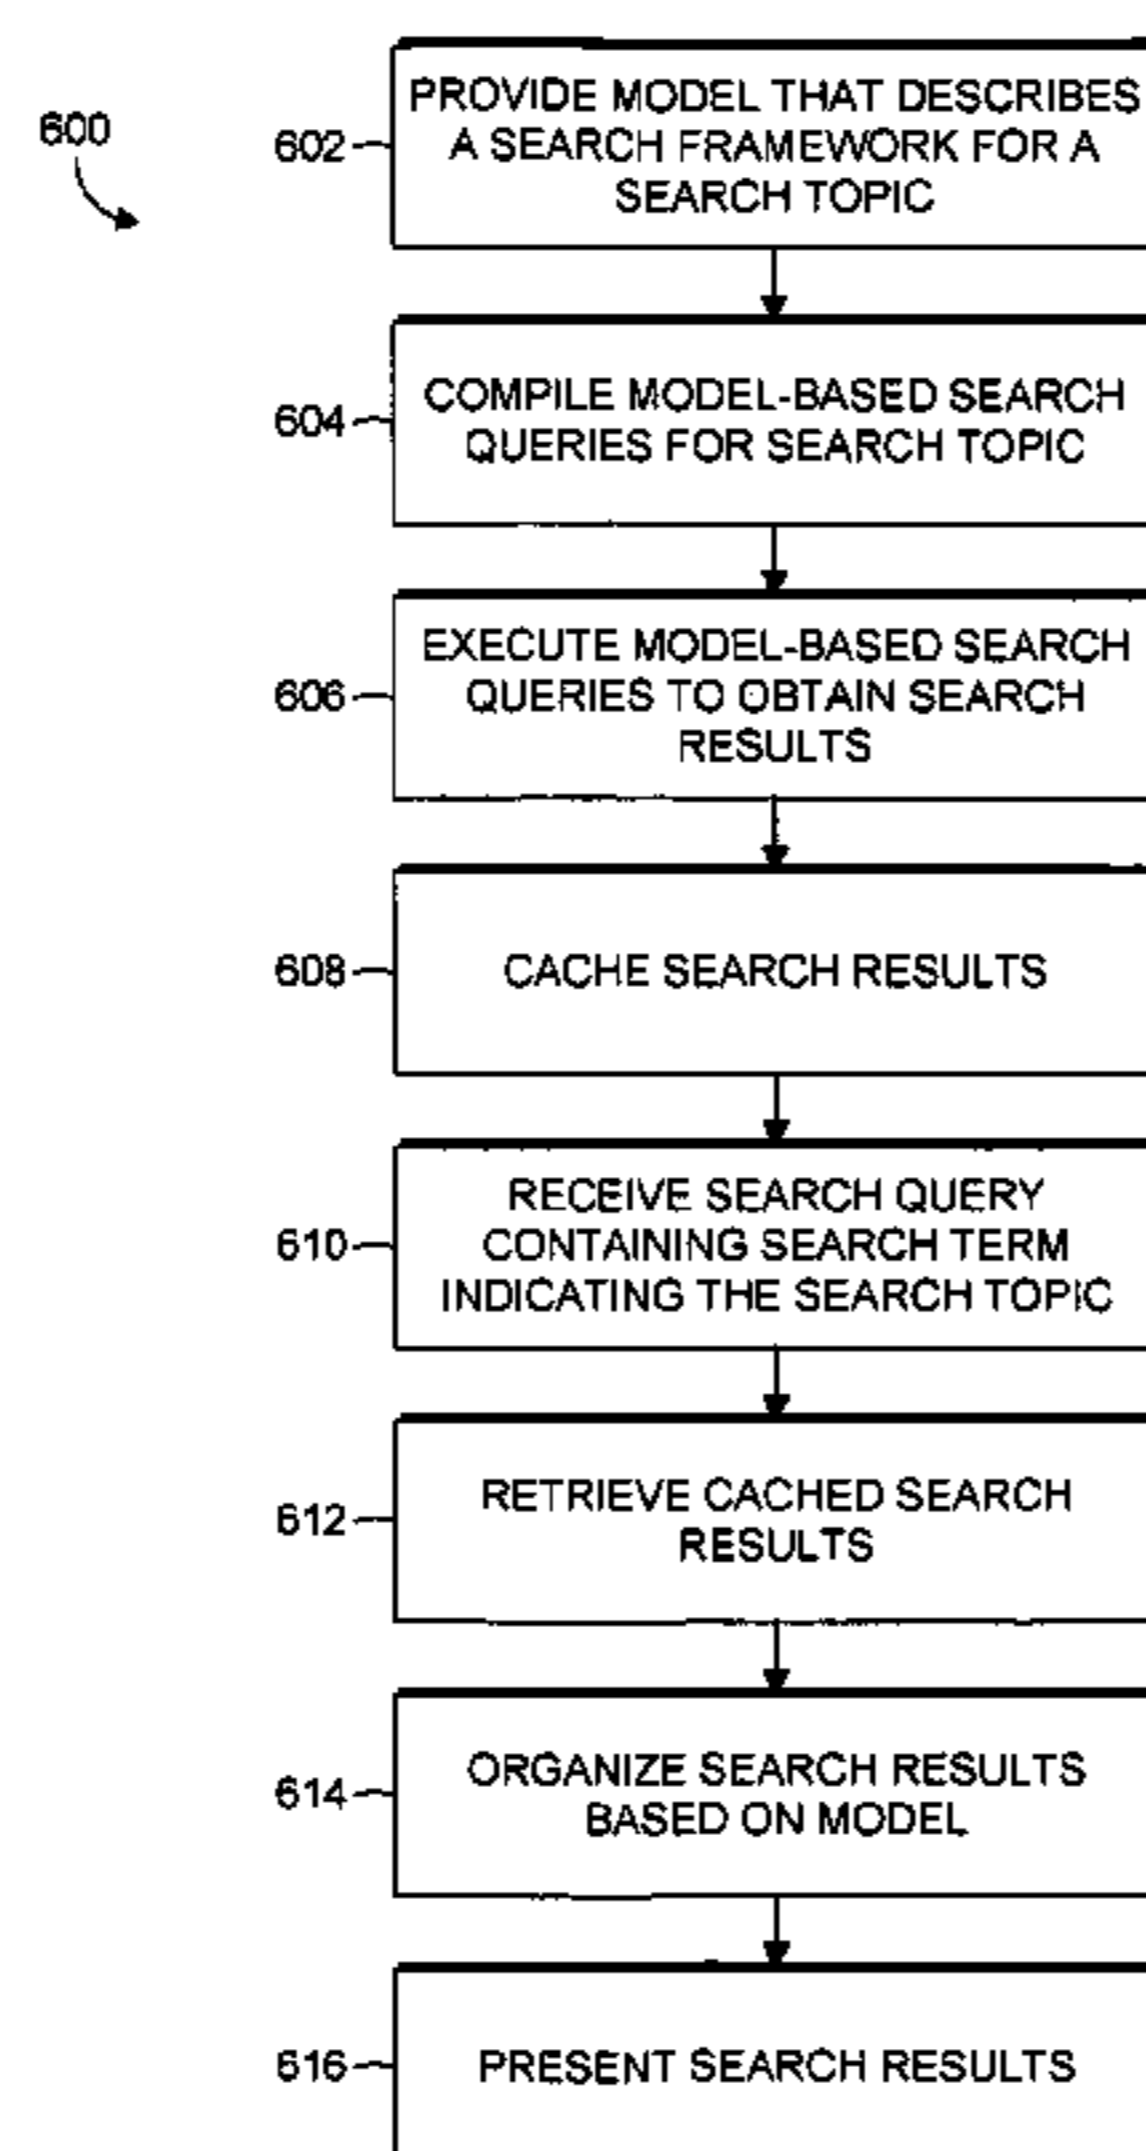 600
602
PROVIDE MODEL THAT DESCRIBES
A SEARCH FRAMEWORK FOR A
SEARCH TOPIC
604
COMPILE MODEL-BASED SEARCH
QUERIES FOR SEARCH TOPIC
606
EXECUTE MODEL-BASED SEARCH
QUERIES TO OBTAIN SEARCH
RESULTS
608
CACHE SEARCH RESULTS
610
RECEIVE SEARCH QUERY
CONTAINING SEARCH TERM
INDICATING THE SEARCH TOPIC
612
RETRIEVE CACHED SEARCH
RESULTS
614
ORGANIZE SEARCH RESULTS
BASED ON MODEL
616
PRESENT SEARCH RESULTS